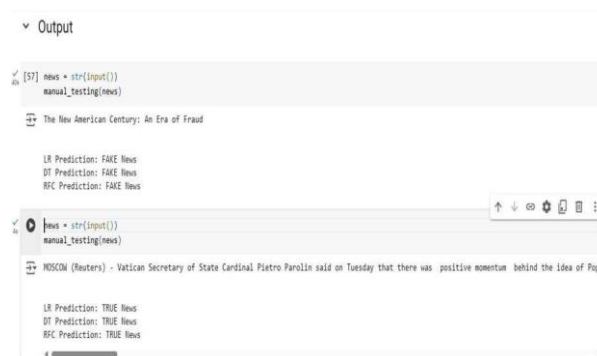 Output
[57] news = str(input())
manual_testing(news)
The New American Century: An Era of Fraud
LR Prediction: FAKE News
DT Prediction: FAKE News
RFC Prediction: FAKE News
news = str(input())
manual_testing(news)
MOSCOW (Reuters) - Vatican Secretary of State Cardinal Pietro Parolin said on Tuesday that there was positive momentum behind the idea of Po
LR Prediction: TRUE News
DT Prediction: TRUE News
RFC Prediction: TRUE News